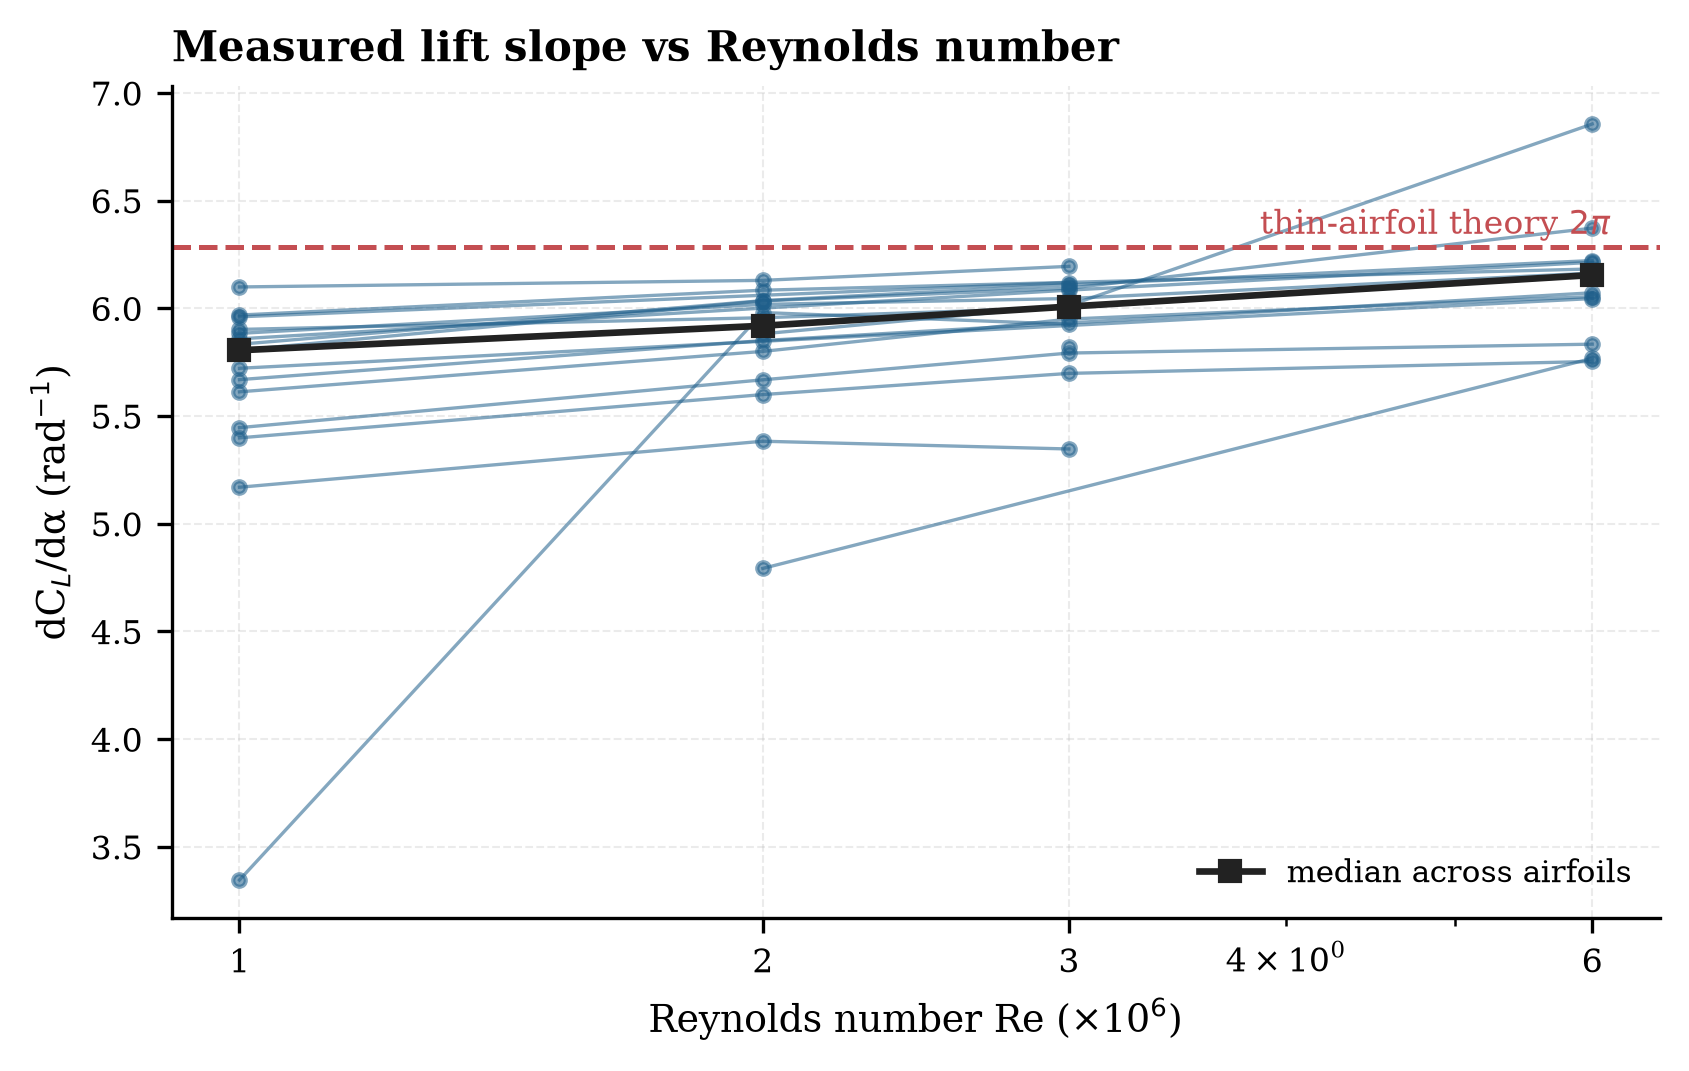 Measured lift slope vs Reynolds number
7.0
6.5
6.0
5.5
5.0
4.5
4.0
3.5
dC_L/dα (rad⁻¹)
thin-airfoil theory 2π
median across airfoils
1 2 3 4 × 10⁰ 6
Reynolds number Re (×10⁶)